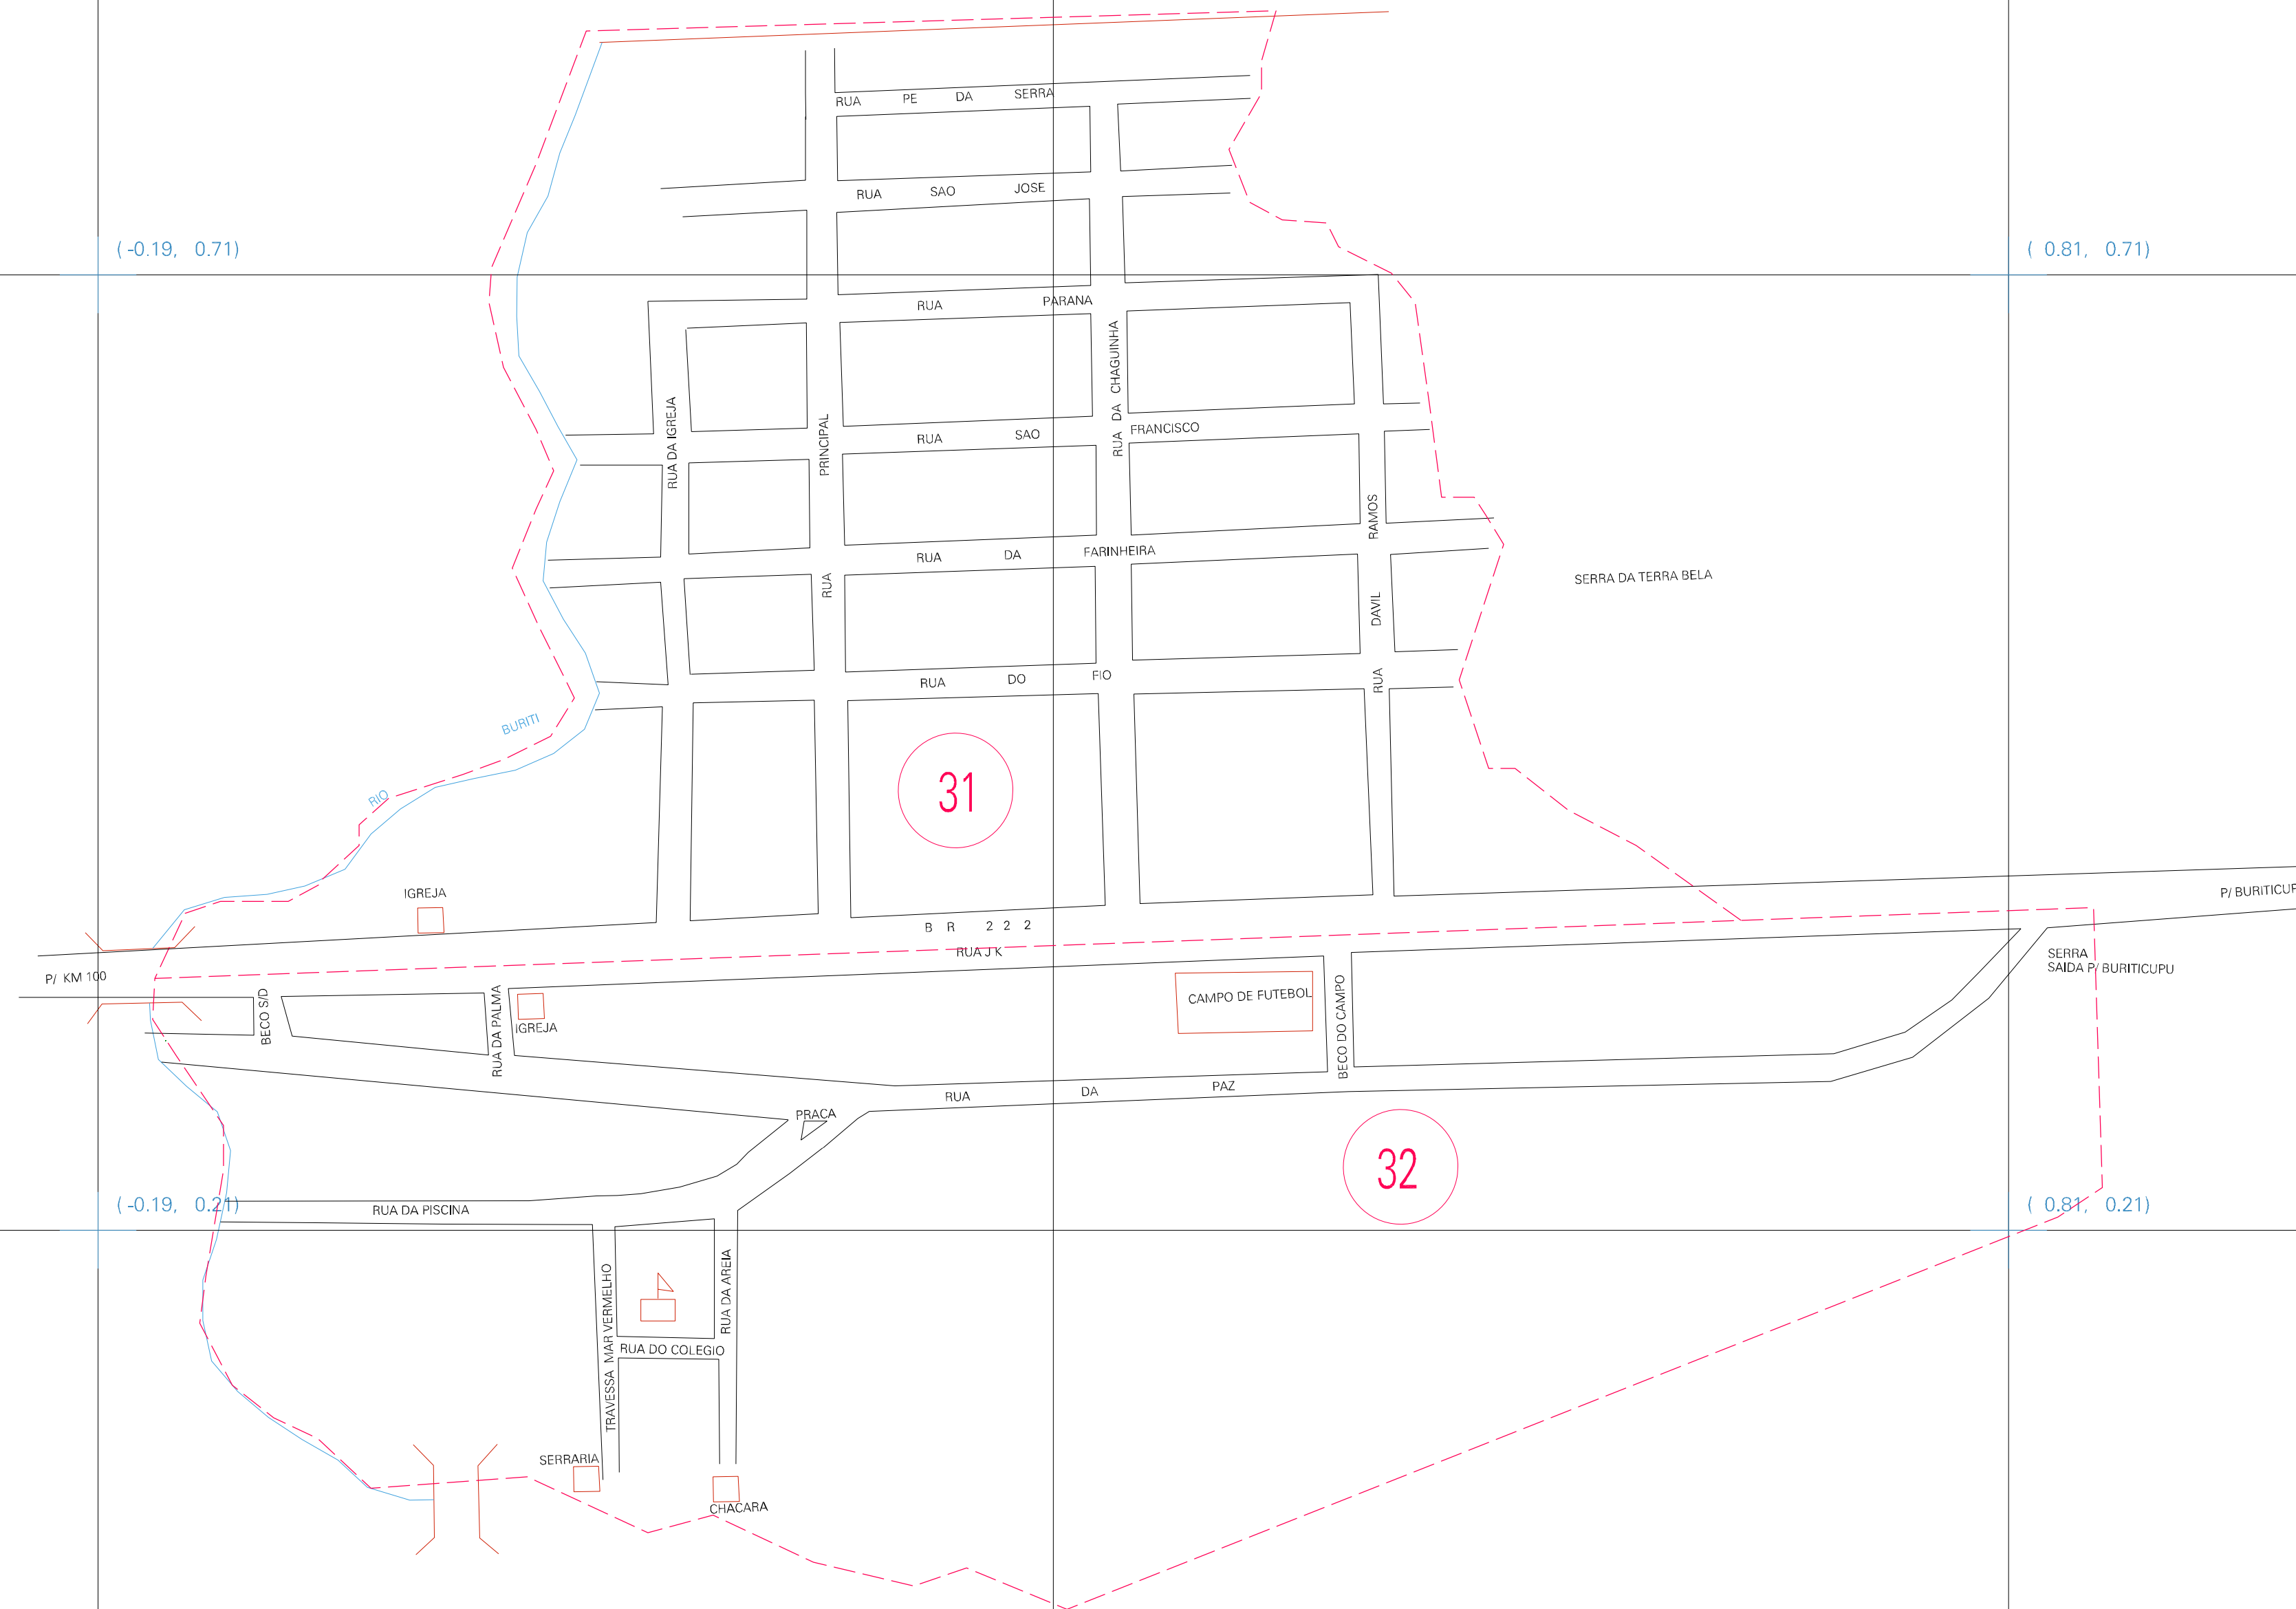 RUA PE DA SERRA
RUA SAO JOSE
(-0.19, 0.71)
( 0.81, 0.71)
RUA PARANA
RUA DA CHAGUINHA
RUA DA IGREJA
RUA PRINCIPAL
RUA SAO FRANCISCO
RUA DAVIL RAMOS
RUA DA FARINHEIRA
SERRA DA TERRA BELA
RUA DO FIO
RIO BURITI
31
IGREJA
P/ BURITICUP
BR 222
RUA J K
P/ KM 100
SERRA
SAIDA P/ BURITICUPU
BECO S/D
RUA DA PALMA
IGREJA
CAMPO DE FUTEBOL
BECO DO CAMPO
RUA DA PAZ
PRACA
32
(-0.19, 0.21)
( 0.81, 0.21)
RUA DA PISCINA
TRAVESSA MAR VERMELHO
RUA DA AREIA
RUA DO COLEGIO
SERRARIA
CHACARA